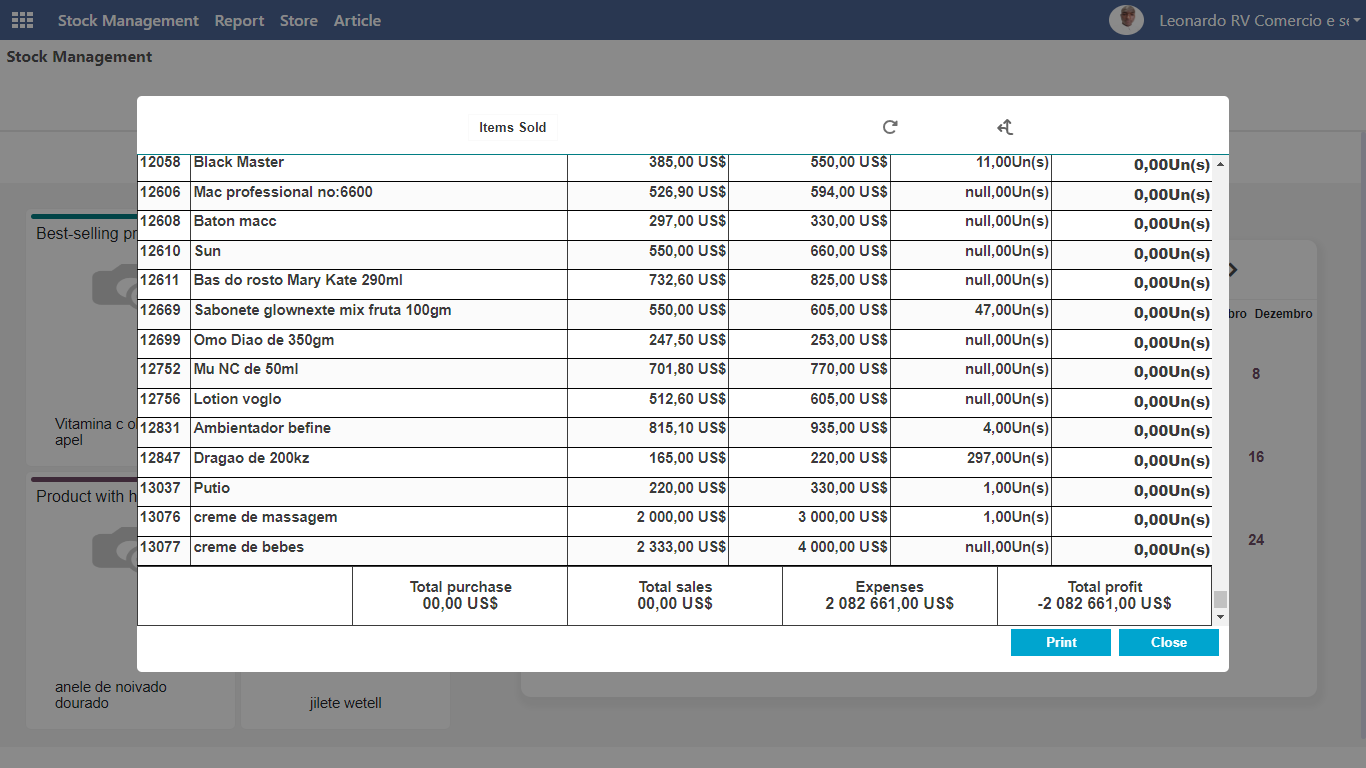 Stock Management Report Store Article Leonardo RV Comercio e se
Stock Management
Items Sold
12058 Black Master 385,00 US$ 550,00 US$ 11,00Un(s) 0,00Un(s)
12606 Mac professional no:6600 526,90 US$ 594,00 US$ null,00Un(s) 0,00Un(s)
12608 Baton macc 297,00 US$ 330,00 US$ null,00Un(s) 0,00Un(s)
12610 Sun 550,00 US$ 660,00 US$ null,00Un(s) 0,00Un(s)
12611 Bas do rosto Mary Kate 290ml 732,60 US$ 825,00 US$ null,00Un(s) 0,00Un(s)
12669 Sabonete glownexte mix fruta 100gm 550,00 US$ 605,00 US$ 47,00Un(s) 0,00Un(s)
12699 Omo Diao de 350gm 247,50 US$ 253,00 US$ null,00Un(s) 0,00Un(s)
12752 Mu NC de 50ml 701,80 US$ 770,00 US$ null,00Un(s) 0,00Un(s)
12756 Lotion voglo 512,60 US$ 605,00 US$ null,00Un(s) 0,00Un(s)
12831 Ambientador befine 815,10 US$ 935,00 US$ 4,00Un(s) 0,00Un(s)
12847 Dragao de 200kz 165,00 US$ 220,00 US$ 297,00Un(s) 0,00Un(s)
13037 Putio 220,00 US$ 330,00 US$ 1,00Un(s) 0,00Un(s)
13076 creme de massagem 2 000,00 US$ 3 000,00 US$ 1,00Un(s) 0,00Un(s)
13077 creme de bebes 2 333,00 US$ 4 000,00 US$ null,00Un(s) 0,00Un(s)
Total purchase Total sales Expenses Total profit
00,00 US$ 00,00 US$ 2 082 661,00 US$ -2 082 661,00 US$
Print Close
Best-selling pr
Vitamina c ol
apel
Product with h
anele de noivado
dourado
jilete wetell
bro Dezembro
8
16
24